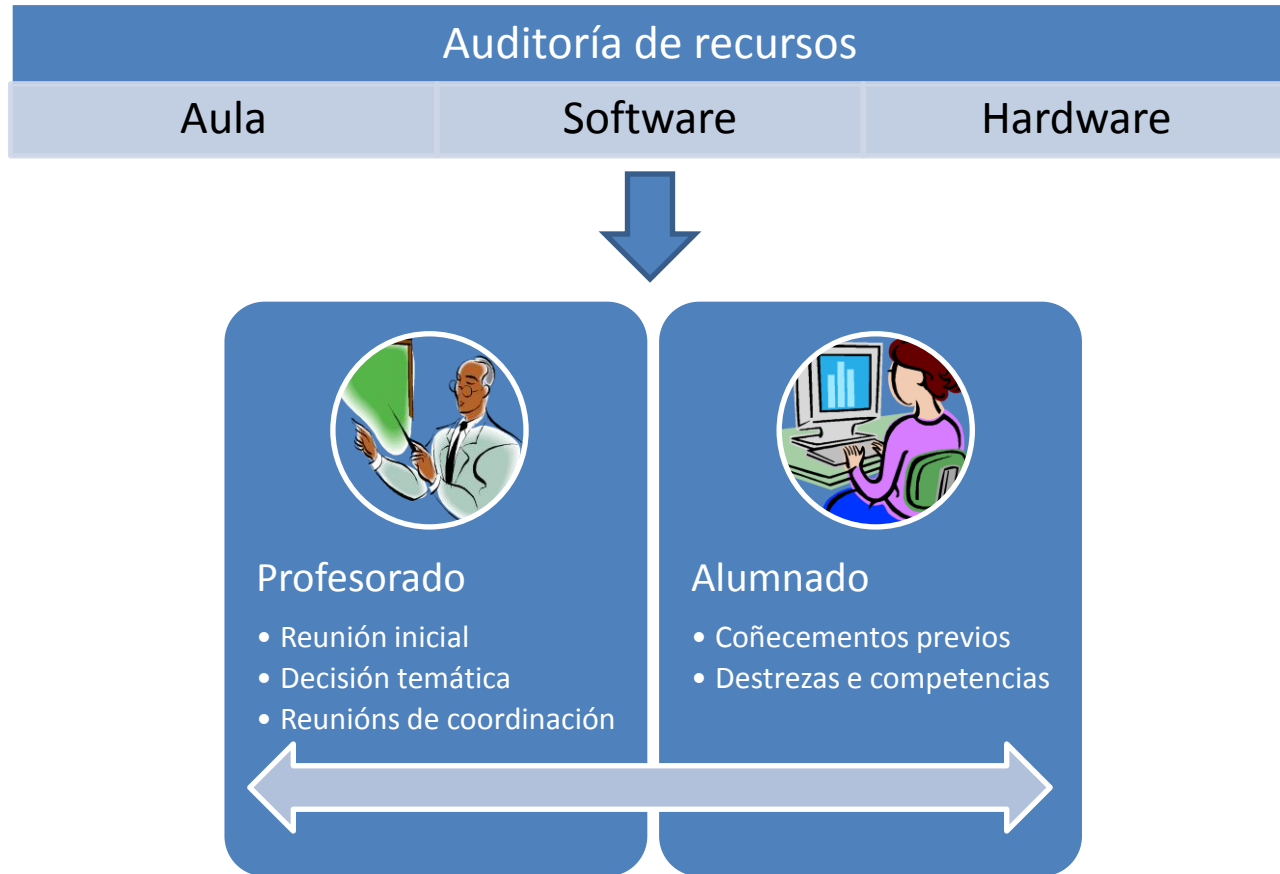 Auditoría de recursos
Aula
Software
Hardware
Profesorado
• Reunión inicial
• Decisión temática
• Reunións de coordinación
Alumnado
• Coñecementos previos
• Destrezas e competencias